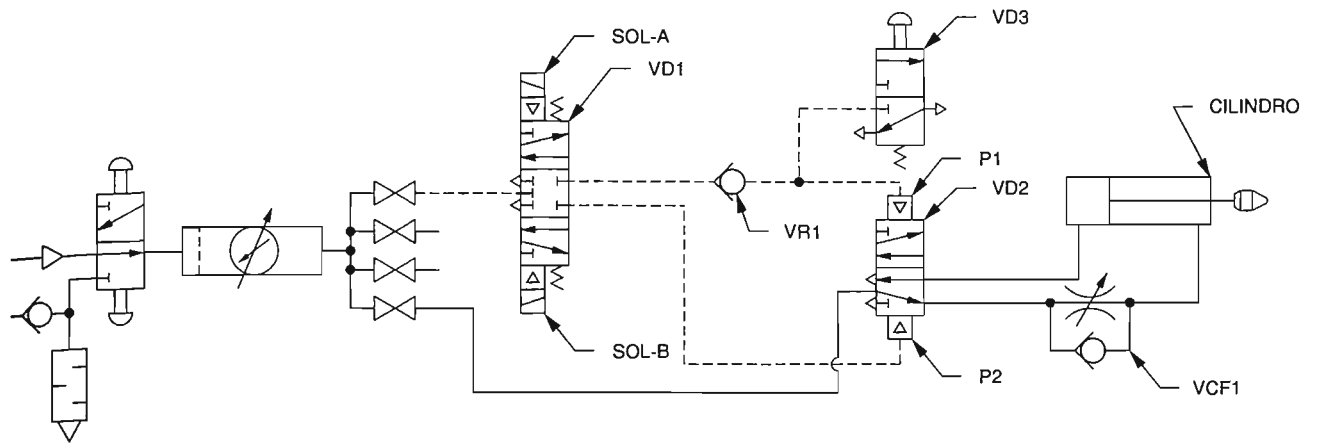 SOL-A
VD1
VD3
CILINDRO
P1
VD2
VR1
SOL-B
P2
VCF1